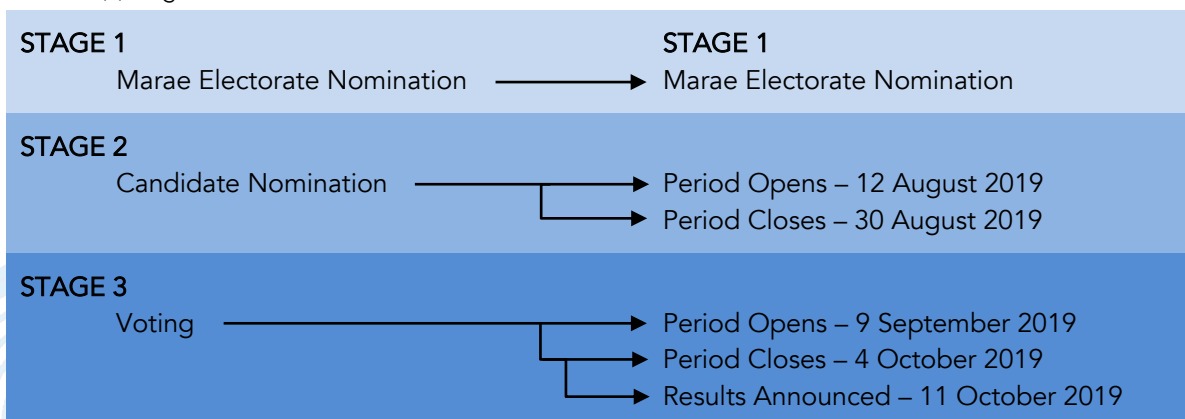 STAGE 1 STAGE 1
Marae Electorate Nomination Marae Electorate Nomination
STAGE 2
Candidate Nomination Period Opens – 12 August 2019
Period Closes – 30 August 2019
STAGE 3
Voting Period Opens – 9 September 2019
Period Closes – 4 October 2019
Results Announced – 11 October 2019